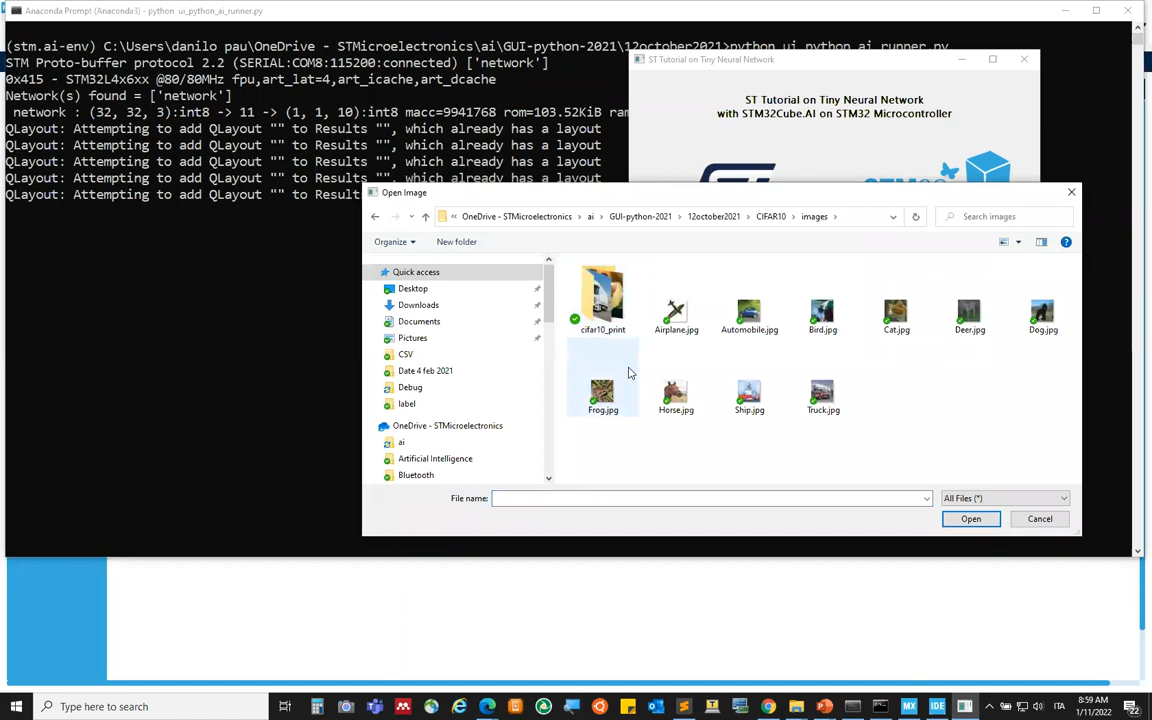 Anaconda Prompt (Anaconda3) - python ui_python_ai_runner.py
(stm.ai-env) C:\Users\danilo pau\OneDrive - STMicroelectronics\ai\GUI-python-2021\12october2021>python ui_python_ai_runner.py
STM Proto-buffer protocol 2.2 (SERIAL:COM8:115200:connected) ['network']
0x415 - STM32L4x6xx @80/80MHz fpu,art_lat=4,art_icache,art_dcache
Network(s) found = ['network']
network : (32, 32, 3):int8 -> 11 -> (1, 1, 10):int8 macc=9941768 rom=103.52KiB ram
QLayout: Attempting to add QLayout "" to Results "", which already has a layout
QLayout: Attempting to add QLayout "" to Results "", which already has a layout
QLayout: Attempting to add QLayout "" to Results "", which already has a layout
QLayout: Attempting to add QLayout "" to Results "", which already has a layout
QLayout: Attempting to add QLayout "" to Results
ST Tutorial on Tiny Neural Network
ST Tutorial on Tiny Neural Network
with STM32Cube.AI on STM32 Microcontroller
Open Image
« OneDrive - STMicroelectronics › ai › GUI-python-2021 › 12october2021 › CIFAR10 › images ›
Search images
Organize
New folder
Quick access
Desktop
Downloads
Documents
Pictures
CSV
Date 4 feb 2021
Debug
label
OneDrive - STMicroelectronics
ai
Artificial Intelligence
Bluetooth
cifar10_print
Airplane.jpg
Automobile.jpg
Bird.jpg
Cat.jpg
Deer.jpg
Dog.jpg
Frog.jpg
Horse.jpg
Ship.jpg
Truck.jpg
File name:
All Files (*)
Open
Cancel
Type here to search
MX
IDE
ITA
8:59 AM
1/11/2022
22